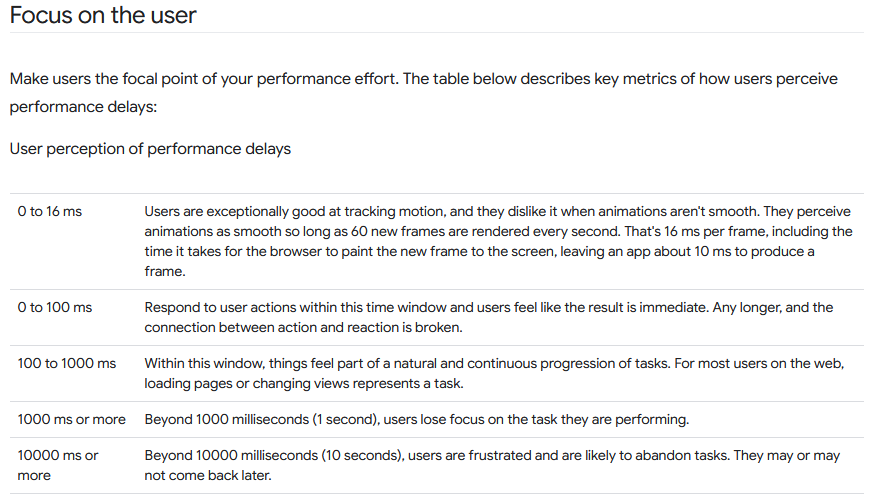 Focus on the user
Make users the focal point of your performance effort. The table below describes key metrics of how users perceive
performance delays:
User perception of performance delays
0 to 16 ms
Users are exceptionally good at tracking motion, and they dislike it when animations aren't smooth. They perceive
animations as smooth so long as 60 new frames are rendered every second. That's 16 ms per frame, including the
time it takes for the browser to paint the new frame to the screen, leaving an app about 10 ms to produce a
frame.
0 to 100 ms
Respond to user actions within this time window and users feel like the result is immediate. Any longer, and the
connection between action and reaction is broken.
100 to 1000 ms
Within this window, things feel part of a natural and continuous progression of tasks. For most users on the web,
loading pages or changing views represents a task.
1000 ms or more
Beyond 1000 milliseconds (1 second), users lose focus on the task they are performing.
10000 ms or
more
Beyond 10000 milliseconds (10 seconds), users are frustrated and are likely to abandon tasks. They may or may
not come back later.